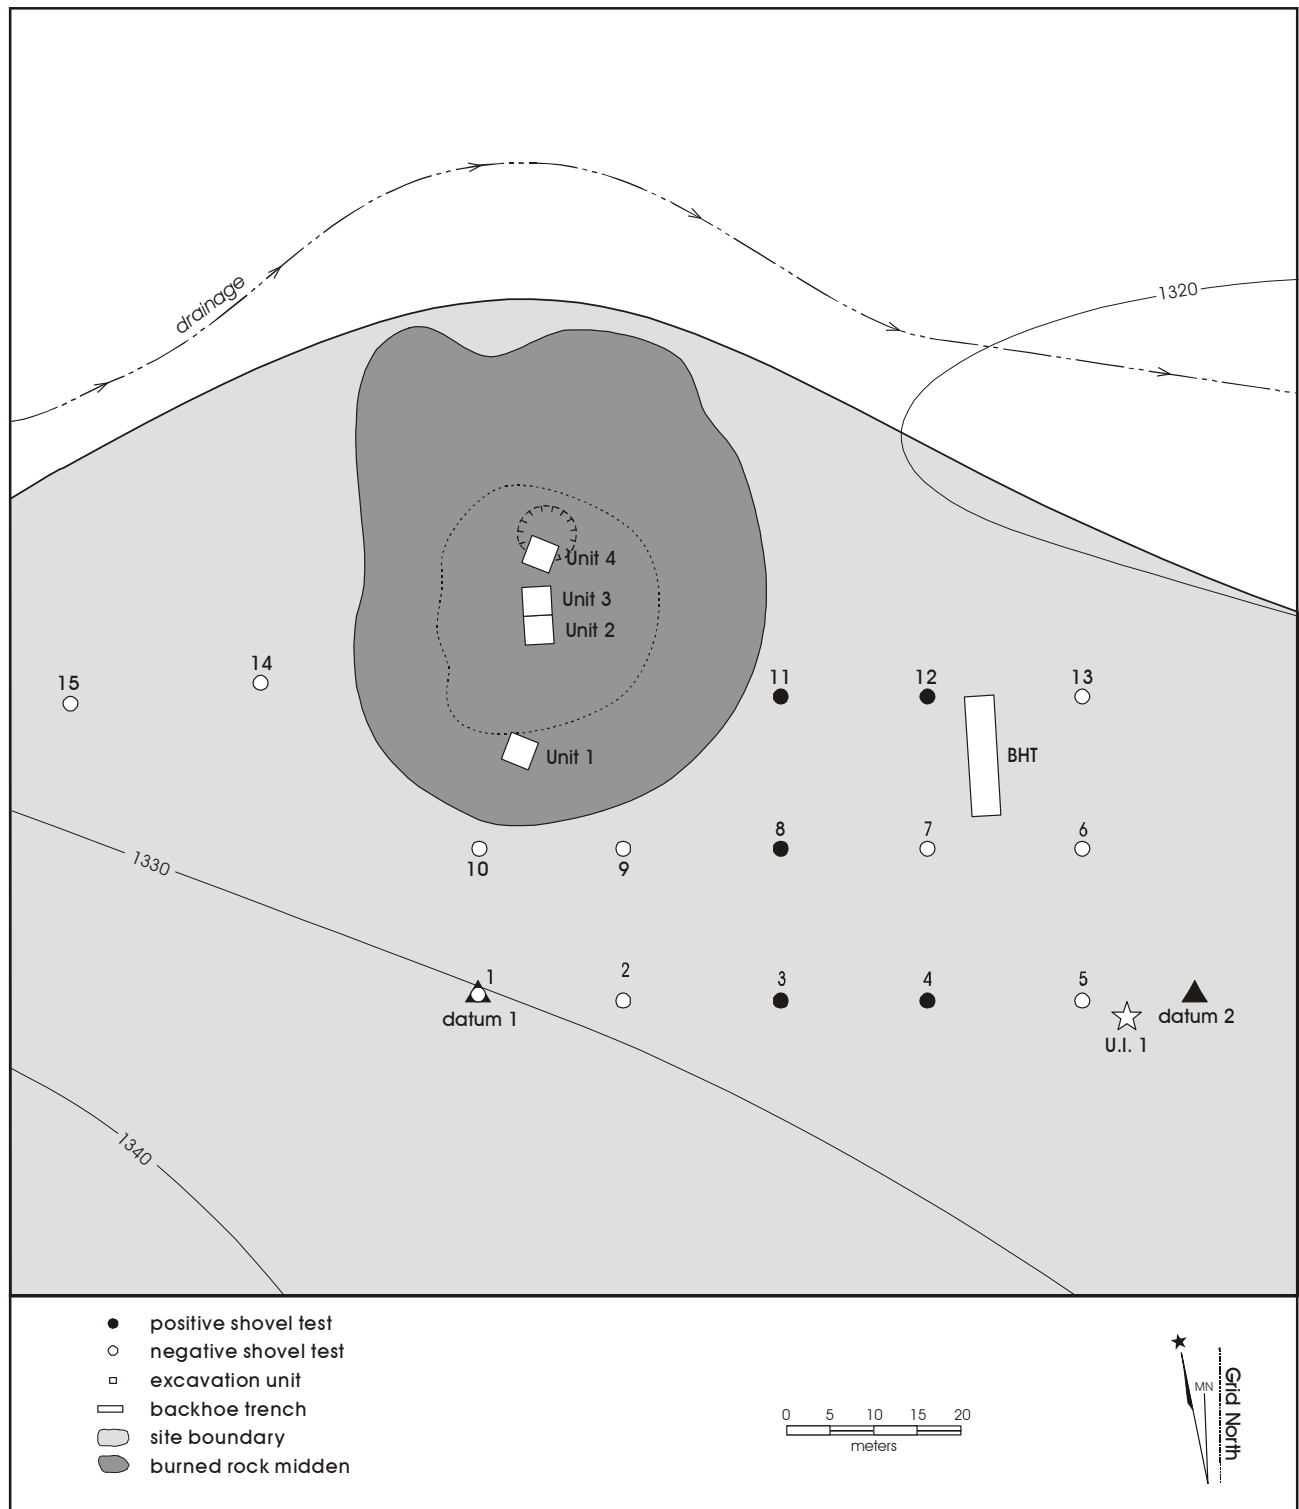 drainage
1320
Unit 4
Unit 3
Unit 2
14
15
11
12
13
Unit 1
BHT
8
7
6
1330
10
9
1
2
3
4
5
datum 1
datum 2
U.I. 1
1340
positive shovel test
negative shovel test
excavation unit
backhoe trench
site boundary
burned rock midden
0 5 10 15 20
meters
MN
Grid North